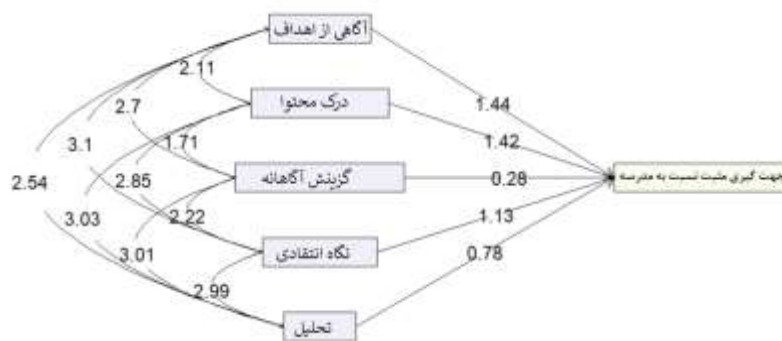 آگاهی از اهداف
2.11
درک محتوا
1.44
2.7
3.1
1.71
1.42
2.54
2.85
گزینش آگاهانه
0.28
جهت گیری مثبت نسبت به مدرسه
3.03
2.22
3.01
نگاه انتقادی
1.13
0.78
2.99
تحلیل